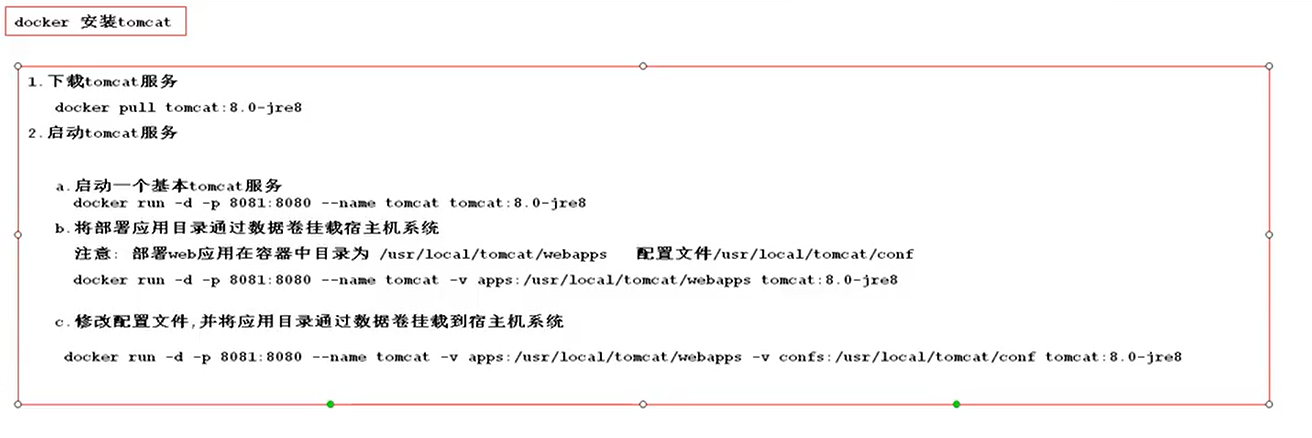 docker 安装tomcat
1.下载tomcat服务
docker pull tomcat:8.0-jre8
2.启动tomcat服务
a.启动一个基本tomcat服务
docker run -d -p 8081:8080 --name tomcat tomcat:8.0-jre8
b.将部署应用目录通过数据卷挂载宿主机系统
注意: 部署web应用在容器中目录为 /usr/local/tomcat/webapps 配置文件/usr/local/tomcat/conf
docker run -d -p 8081:8080 --name tomcat -v apps:/usr/local/tomcat/webapps tomcat:8.0-jre8
c.修改配置文件,并将应用目录通过数据卷挂载到宿主机系统
docker run -d -p 8081:8080 --name tomcat -v apps:/usr/local/tomcat/webapps -v confs:/usr/local/tomcat/conf tomcat:8.0-jre8